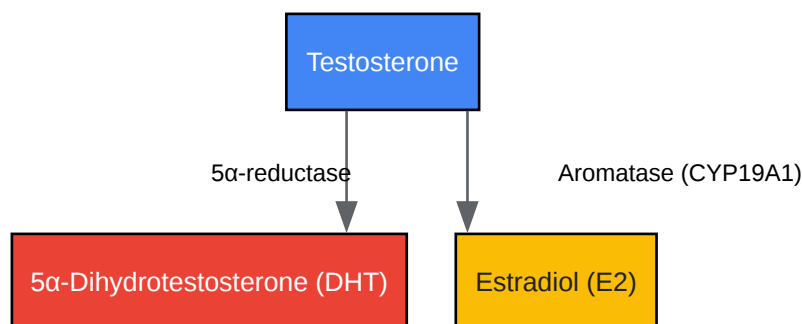 Testosterone
5α-reductase
Aromatase (CYP19A1)
5α-Dihydrotestosterone (DHT)
Estradiol (E2)